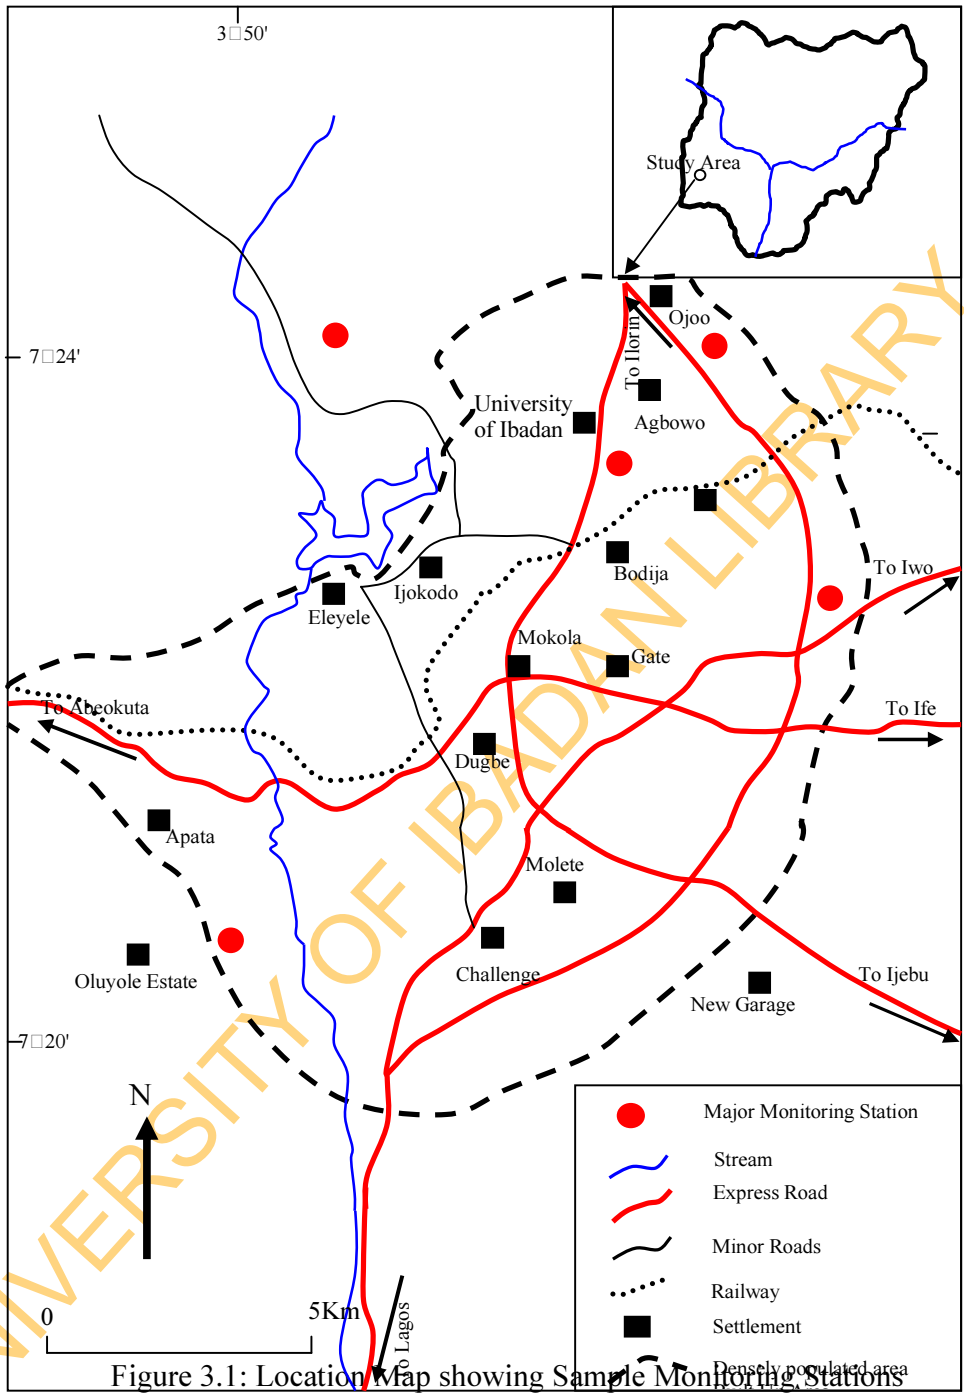 3□50'
Study Area
Ojoo
To Ilorin
7□24'
University
of Ibadan
Agbowo
Bodija
To Iwo
Ijokodo
Eleyele
Mokola
Gate
To Abeokuta
To Ife
Dugbe
Apata
Molete
Challenge
To Ijebu
Oluyole Estate
New Garage
7□20'
N
Major Monitoring Station
Stream
Express Road
Minor Roads
Railway
0
5Km
Settlement
To Lagos
Densely populated area
Figure 3.1: Location Map showing Sample Monitoring Stations
UNIVERSITY OF IBADAN LIBRARY